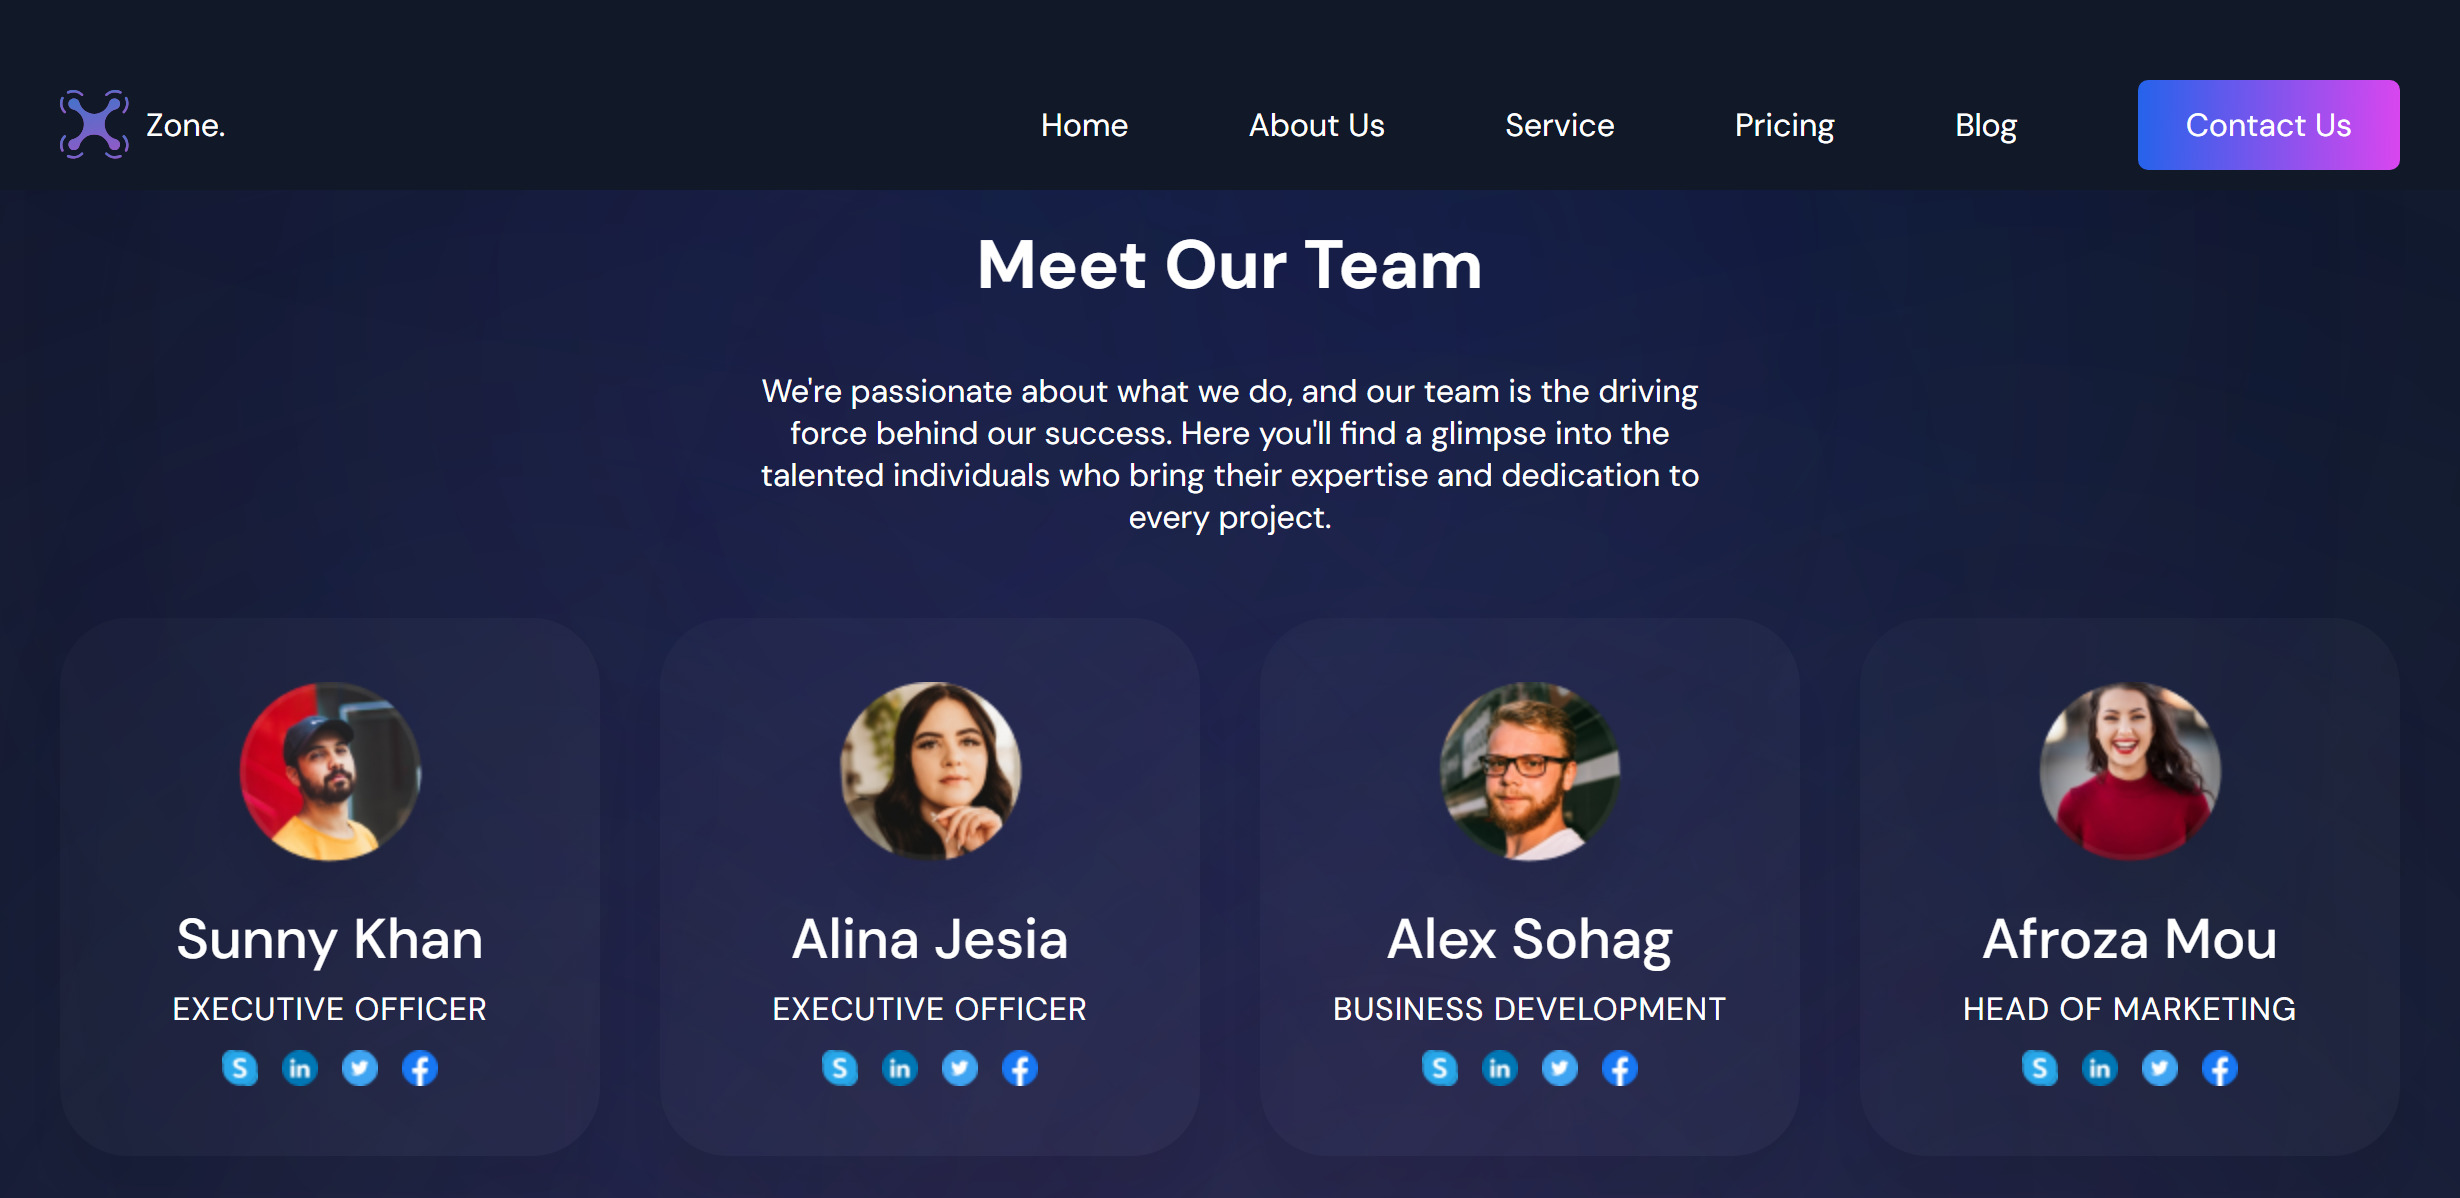 Zone.
Home
About Us
Service
Pricing
Blog
Contact Us
Meet Our Team
We're passionate about what we do, and our team is the driving
force behind our success. Here you'll find a glimpse into the
talented individuals who bring their expertise and dedication to
every project.
Sunny Khan
EXECUTIVE OFFICER
Alina Jesia
EXECUTIVE OFFICER
Alex Sohag
BUSINESS DEVELOPMENT
Afroza Mou
HEAD OF MARKETING